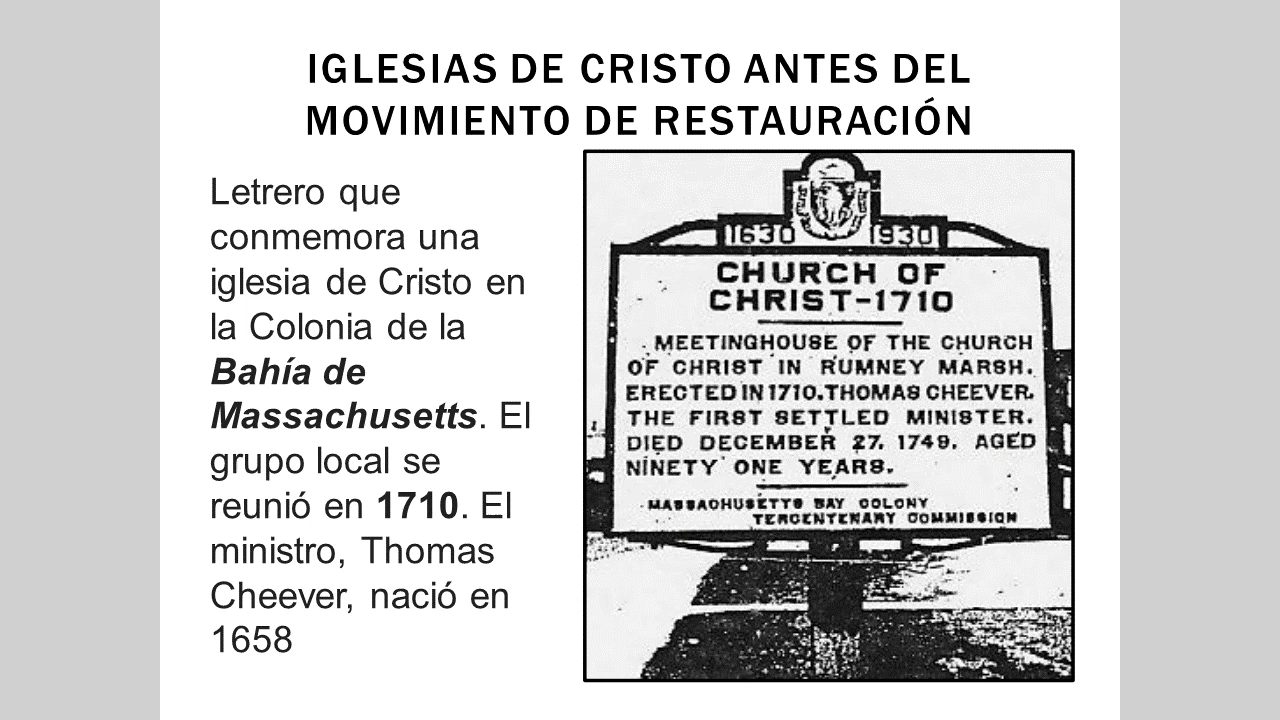 IGLESIAS DE CRISTO ANTES DEL
MOVIMIENTO DE RESTAURACIÓN
Letrero que
conmemora una
iglesia de Cristo en
la Colonia de la
Bahía de
Massachusetts. El
grupo local se
reunió en 1710. El
ministro, Thomas
Cheever, nació en
1658
1630 1930
CHURCH OF
CHRIST-1710
MEETINGHOUSE OF THE CHURCH
OF CHRIST IN RUMNEY MARSH.
ERECTED IN 1710. THOMAS CHEEVER.
THE FIRST SETTLED MINISTER.
DIED DECEMBER 27. 1749. AGED
NINETY ONE YEARS.
MASSACHUSETTS BAY COLONY
TERCENTENARY COMMISSION